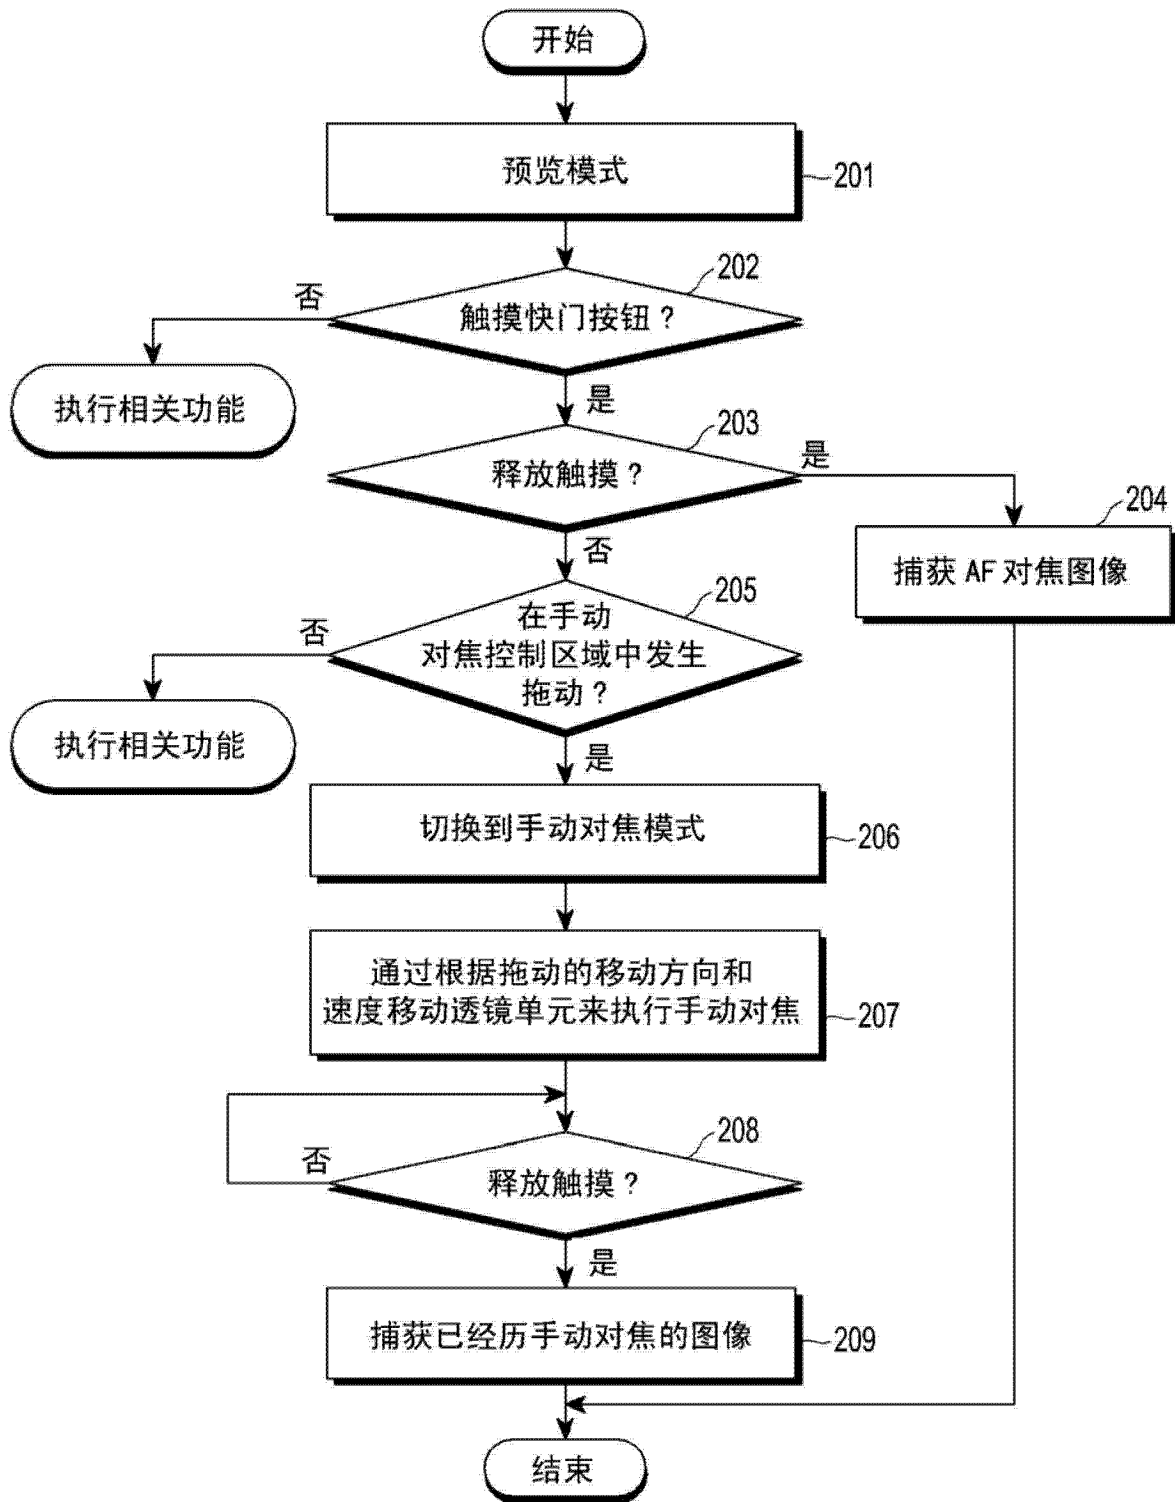 开始
预览模式
201
202
触摸快门按钮？
否
执行相关功能
是
203
释放触摸？
是
204
捕获 AF 对焦图像
否
205
在手动
对焦控制区域中发生
拖动？
否
执行相关功能
是
切换到手动对焦模式
206
通过根据拖动的移动方向和
速度移动透镜单元来执行手动对焦
207
208
释放触摸？
否
是
捕获已经历手动对焦的图像
209
结束